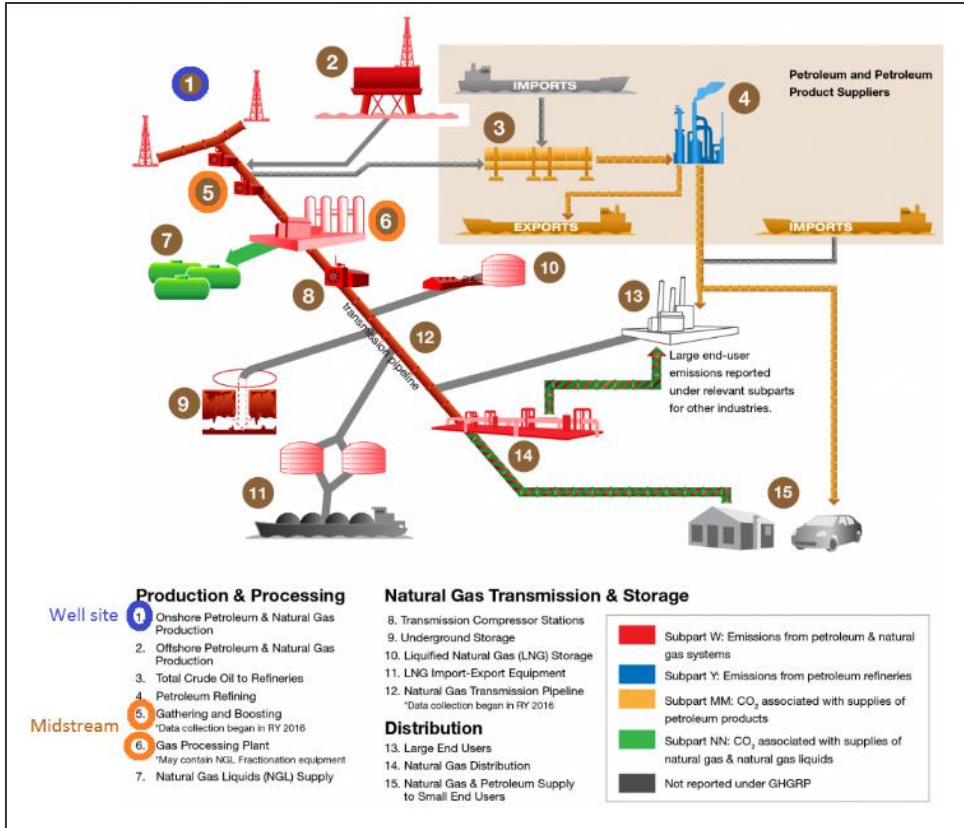 1
2
IMPORTS
Petroleum and Petroleum
Product Suppliers
4
3
5
6
EXPORTS
IMPORTS
7
8
10
13
transmission pipeline
12
Large end-user
emissions reported
under relevant subparts
for other industries.
9
14
11
15
Production & Processing
Well site
1. Onshore Petroleum & Natural Gas
Production
2. Offshore Petroleum & Natural Gas
Production
3. Total Crude Oil to Refineries
4. Petroleum Refining
Midstream
5. Gathering and Boosting
*Data collection began in RY 2016
6. Gas Processing Plant
*May contain NGL Fractionation equipment
7. Natural Gas Liquids (NGL) Supply
Natural Gas Transmission & Storage
8. Transmission Compressor Stations
9. Underground Storage
10. Liquified Natural Gas (LNG) Storage
11. LNG Import-Export Equipment
12. Natural Gas Transmission Pipeline
*Data collection began in RY 2016
Distribution
13. Large End Users
14. Natural Gas Distribution
15. Natural Gas & Petroleum Supply
to Small End Users
Subpart W: Emissions from petroleum & natural
gas systems
Subpart Y: Emissions from petroleum refineries
Subpart MM: CO₂ associated with supplies of
petroleum products
Subpart NN: CO₂ associated with supplies of
natural gas & natural gas liquids
Not reported under GHGRP